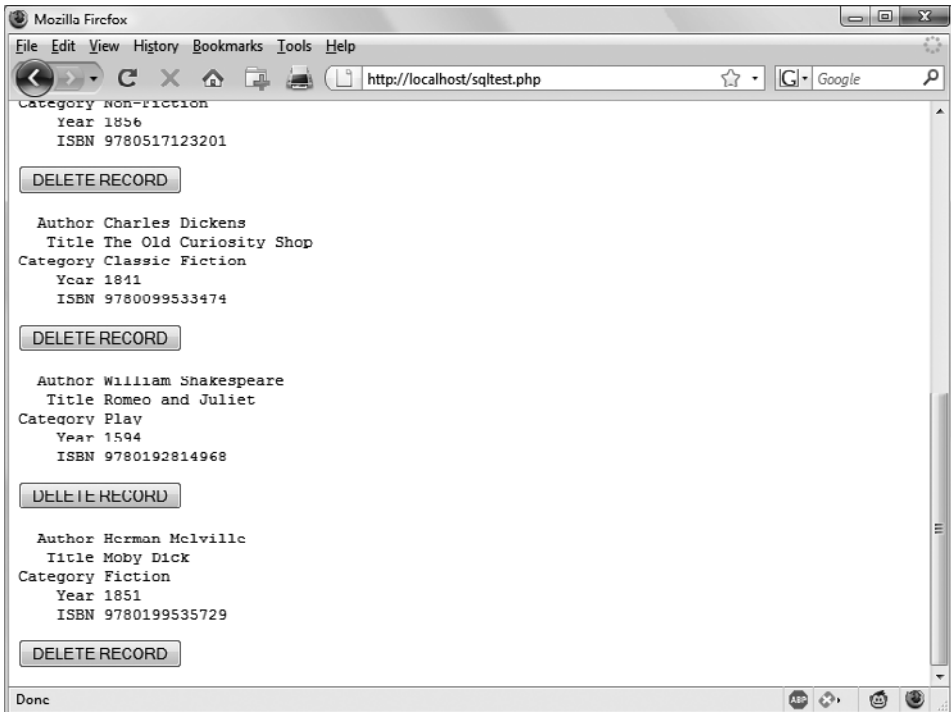 Mozilla Firefox
File Edit View History Bookmarks Tools Help
http://localhost/sqltest.php
G
Google
Category Non-Fiction
Year 1856
ISBN 9780517123201
DELETE RECORD
Author Charles Dickens
Title The Old Curiosity Shop
Category Classic Fiction
Year 1841
ISBN 9780099533474
DELETE RECORD
Author William Shakespeare
Title Romeo and Juliet
Category Play
Year 1594
ISBN 9780192814968
DELETE RECORD
Author Herman Melville
Title Moby Dick
Category Fiction
Year 1851
ISBN 9780199535729
DELETE RECORD
Done
ABP